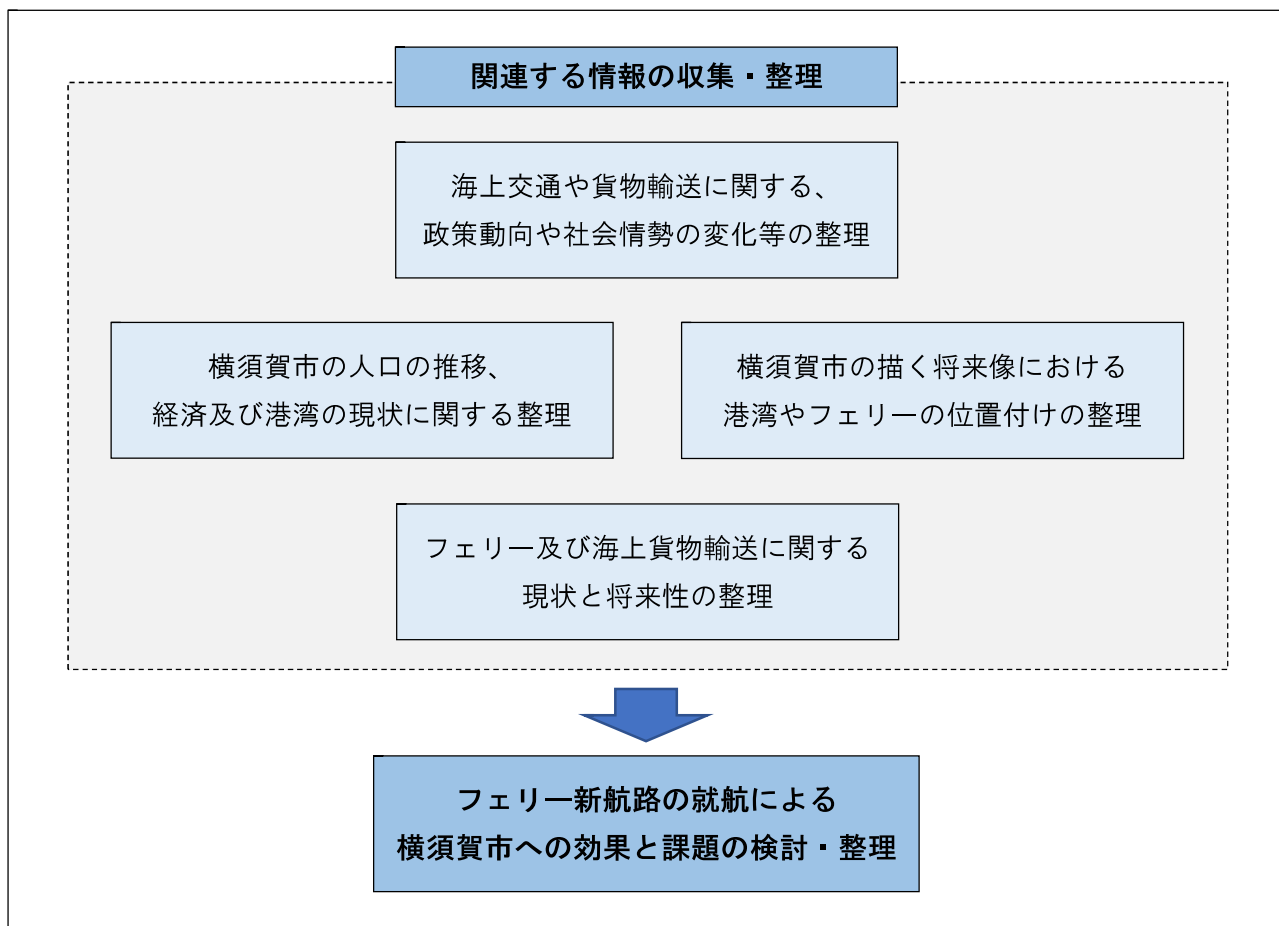 関連する情報の収集・整理
海上交通や貨物輸送に関する、
政策動向や社会情勢の変化等の整理
横須賀市の人口の推移、
経済及び港湾の現状に関する整理
横須賀市の描く将来像における
港湾やフェリーの位置付けの整理
フェリー及び海上貨物輸送に関する
現状と将来性の整理
フェリー新航路の就航による
横須賀市への効果と課題の検討・整理